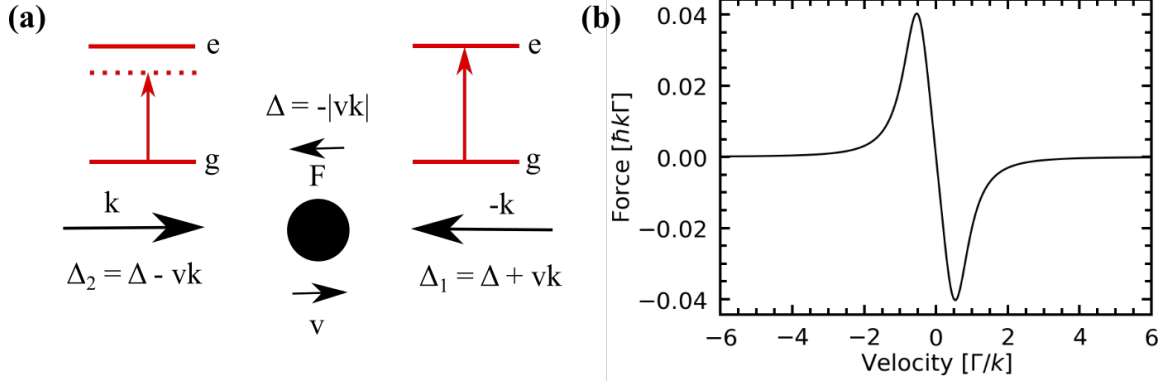 (a)
e
g
Δ = -|vk|
F
e
g
k
-k
Δ₂ = Δ - vk
Δ₁ = Δ + vk
v
(b)
Force [ħkΓ]
0.04
0.02
0.00
−0.02
−0.04
−6 −4 −2 0 2 4 6
Velocity [Γ/k]